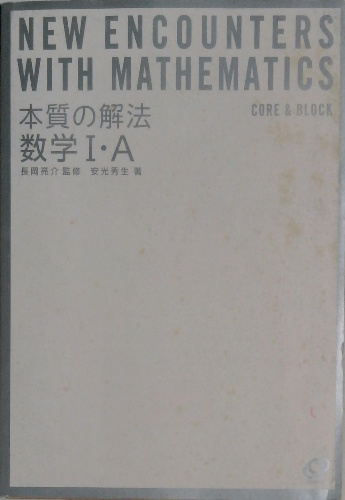 NEW ENCOUNTERS
WITH MATHEMATICS
CORE & BLOCK
本質の解法
数学I・A
長岡亮介 監修 安光秀生 著